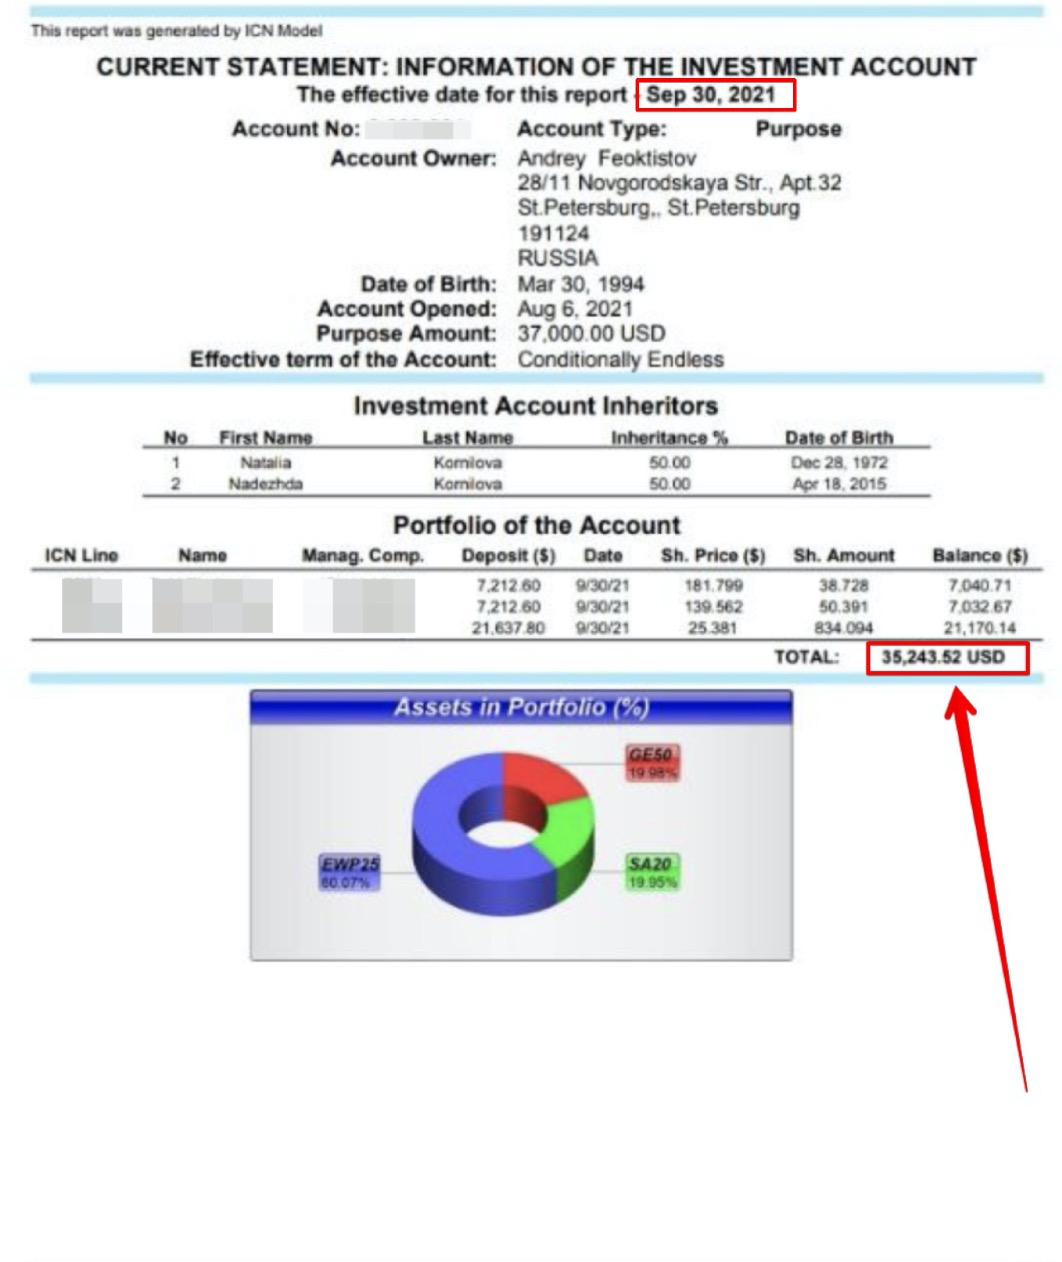 This report was generated by ICN Model
CURRENT STATEMENT: INFORMATION OF THE INVESTMENT ACCOUNT
The effective date for this report - Sep 30, 2021
Account No: Account Type: Purpose
Account Owner: Andrey Feoktistov
28/11 Novgorodskaya Str., Apt.32
St.Petersburg,, St.Petersburg
191124
RUSSIA
Date of Birth: Mar 30, 1994
Account Opened: Aug 6, 2021
Purpose Amount: 37,000.00 USD
Effective term of the Account: Conditionally Endless
Investment Account Inheritors
No First Name Last Name Inheritance % Date of Birth
1 Natalia Kornilova 50.00 Dec 28, 1972
2 Nadezhda Kornilova 50.00 Apr 18, 2015
Portfolio of the Account
ICN Line Name Manag. Comp. Deposit ($) Date Sh. Price ($) Sh. Amount Balance ($)
7,212.60 9/30/21 181.799 38.728 7,040.71
7,212.60 9/30/21 139.562 50.391 7,032.67
21,637.80 9/30/21 25.381 834.094 21,170.14
TOTAL: 35,243.52 USD
Assets in Portfolio (%)
GE50
19.98%
EWP25
60.07%
SA20
19.95%